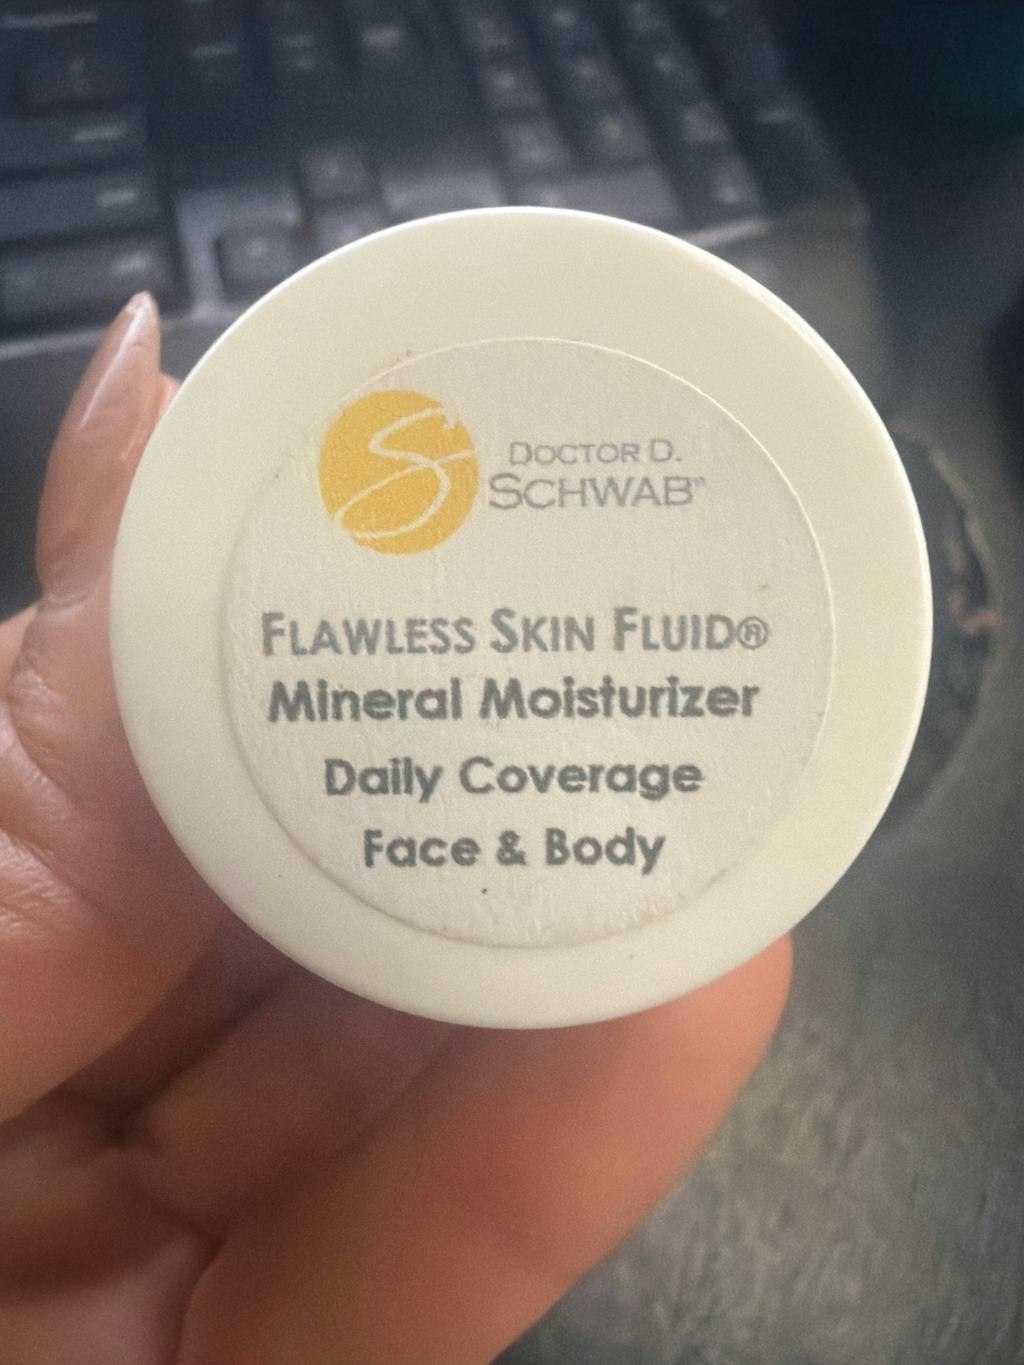 DOCTOR D.
SCHWAB™
FLAWLESS SKIN FLUID®
Mineral Moisturizer
Daily Coverage
Face & Body